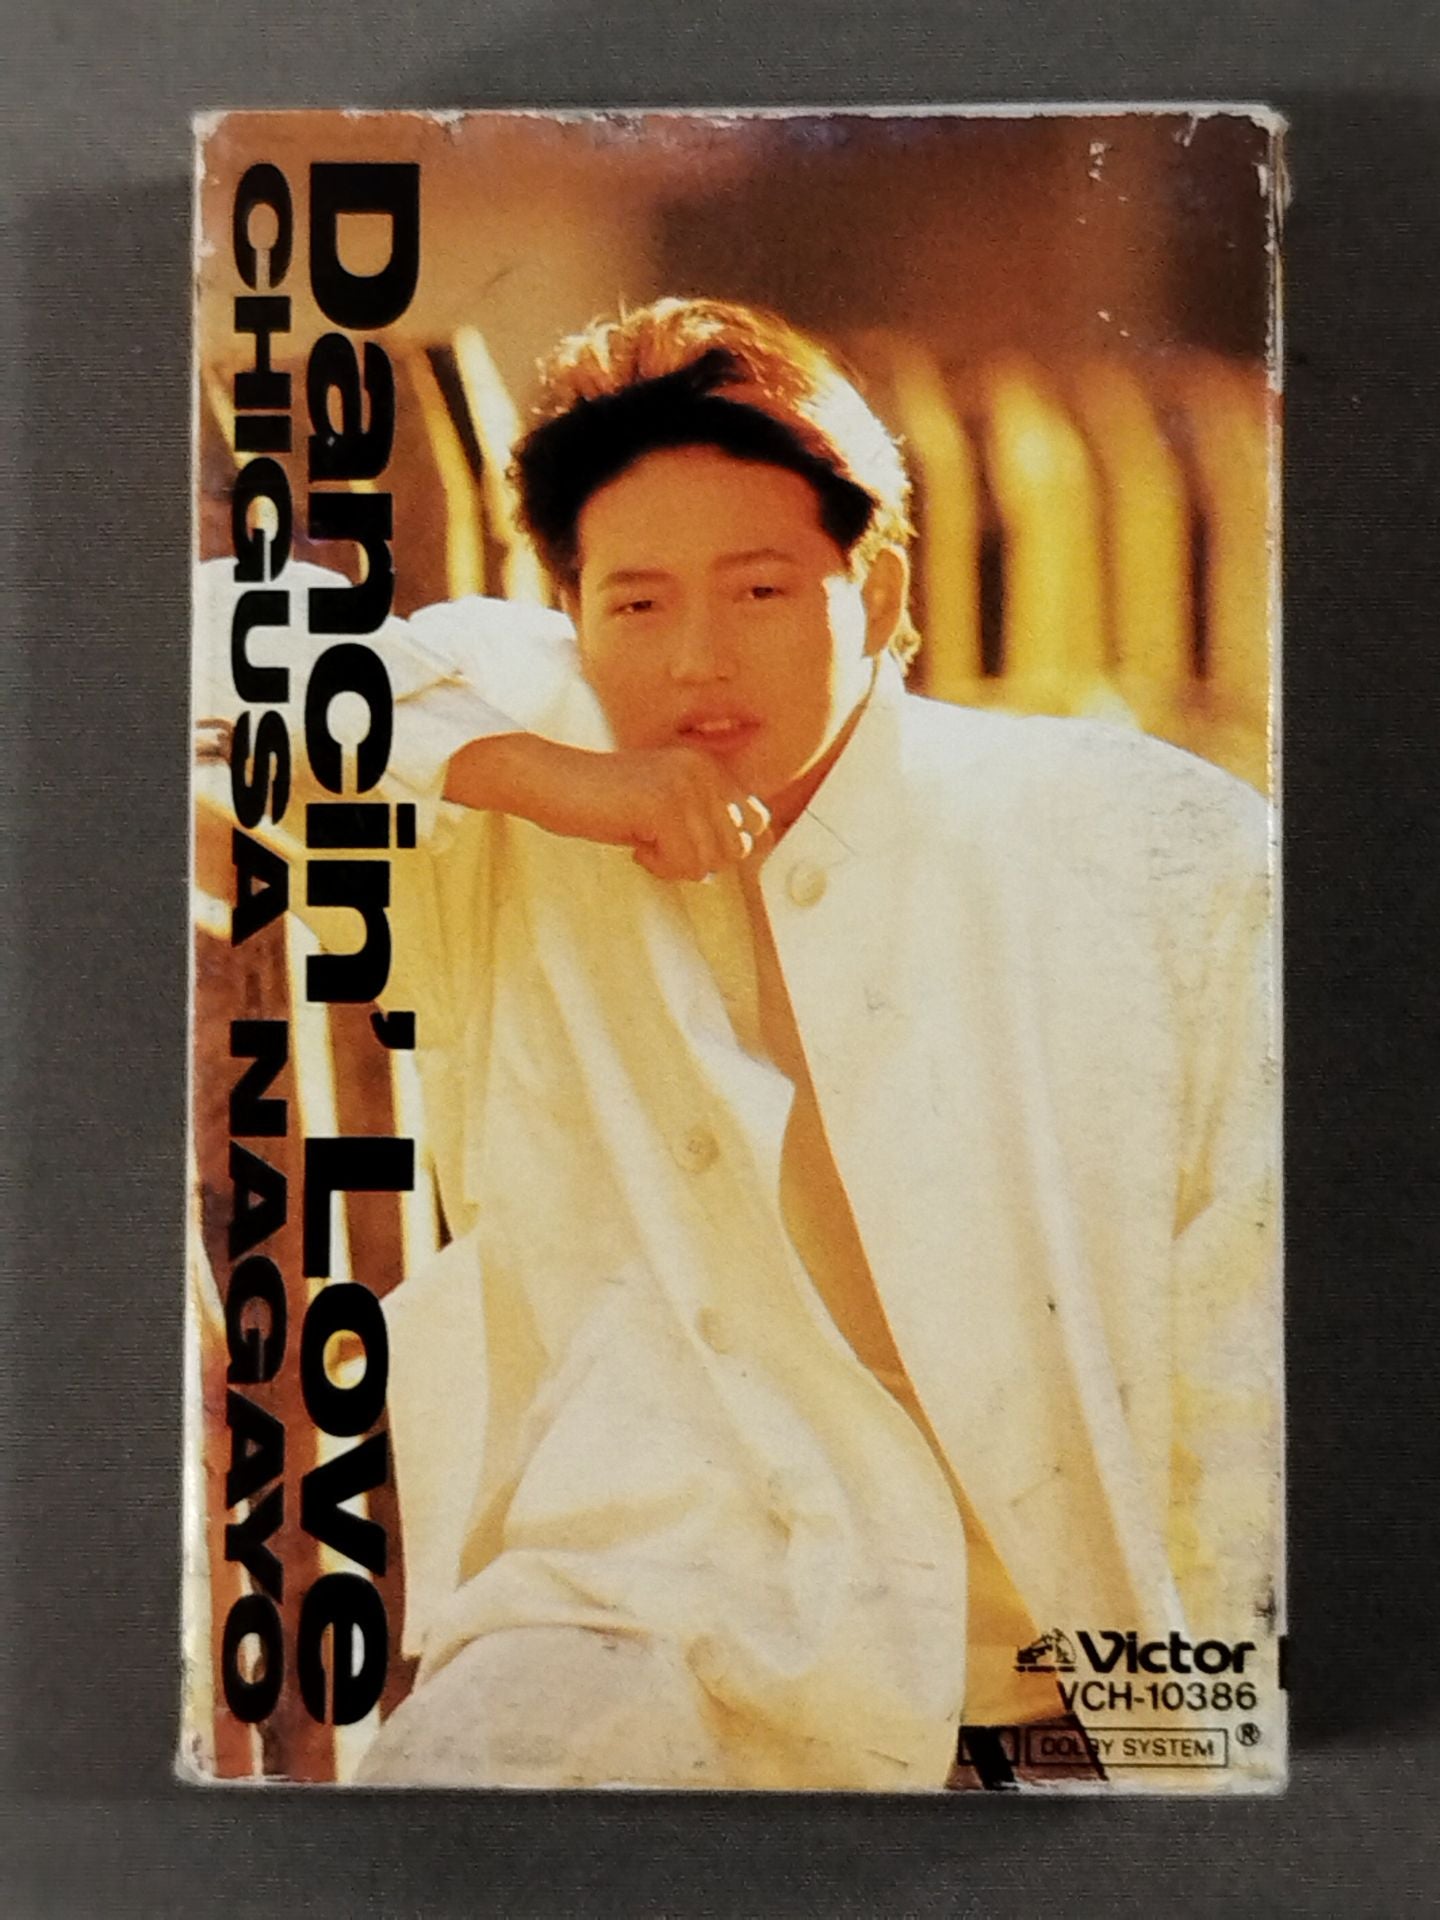 Dancin' Love
CHIGUSA NAGAYO
Victor
VCH-10386
DOLBY SYSTEM ®